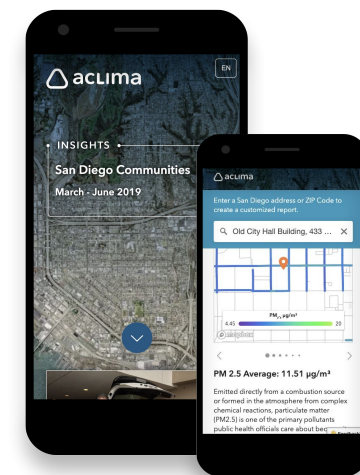 aclima
EN
INSIGHTS
San Diego Communities
March - June 2019
aclima
Enter a San Diego address or ZIP Code to
create a customized report.
Old City Hall Building, 433 ...
PM2.5, µg/m³
4.45
20
PM 2.5 Average: 11.51 µg/m³
Emitted directly from a combustion source
or formed in the atmosphere from complex
chemical reactions, particulate matter
(PM2.5) is one of the primary pollutants
public health officials care about